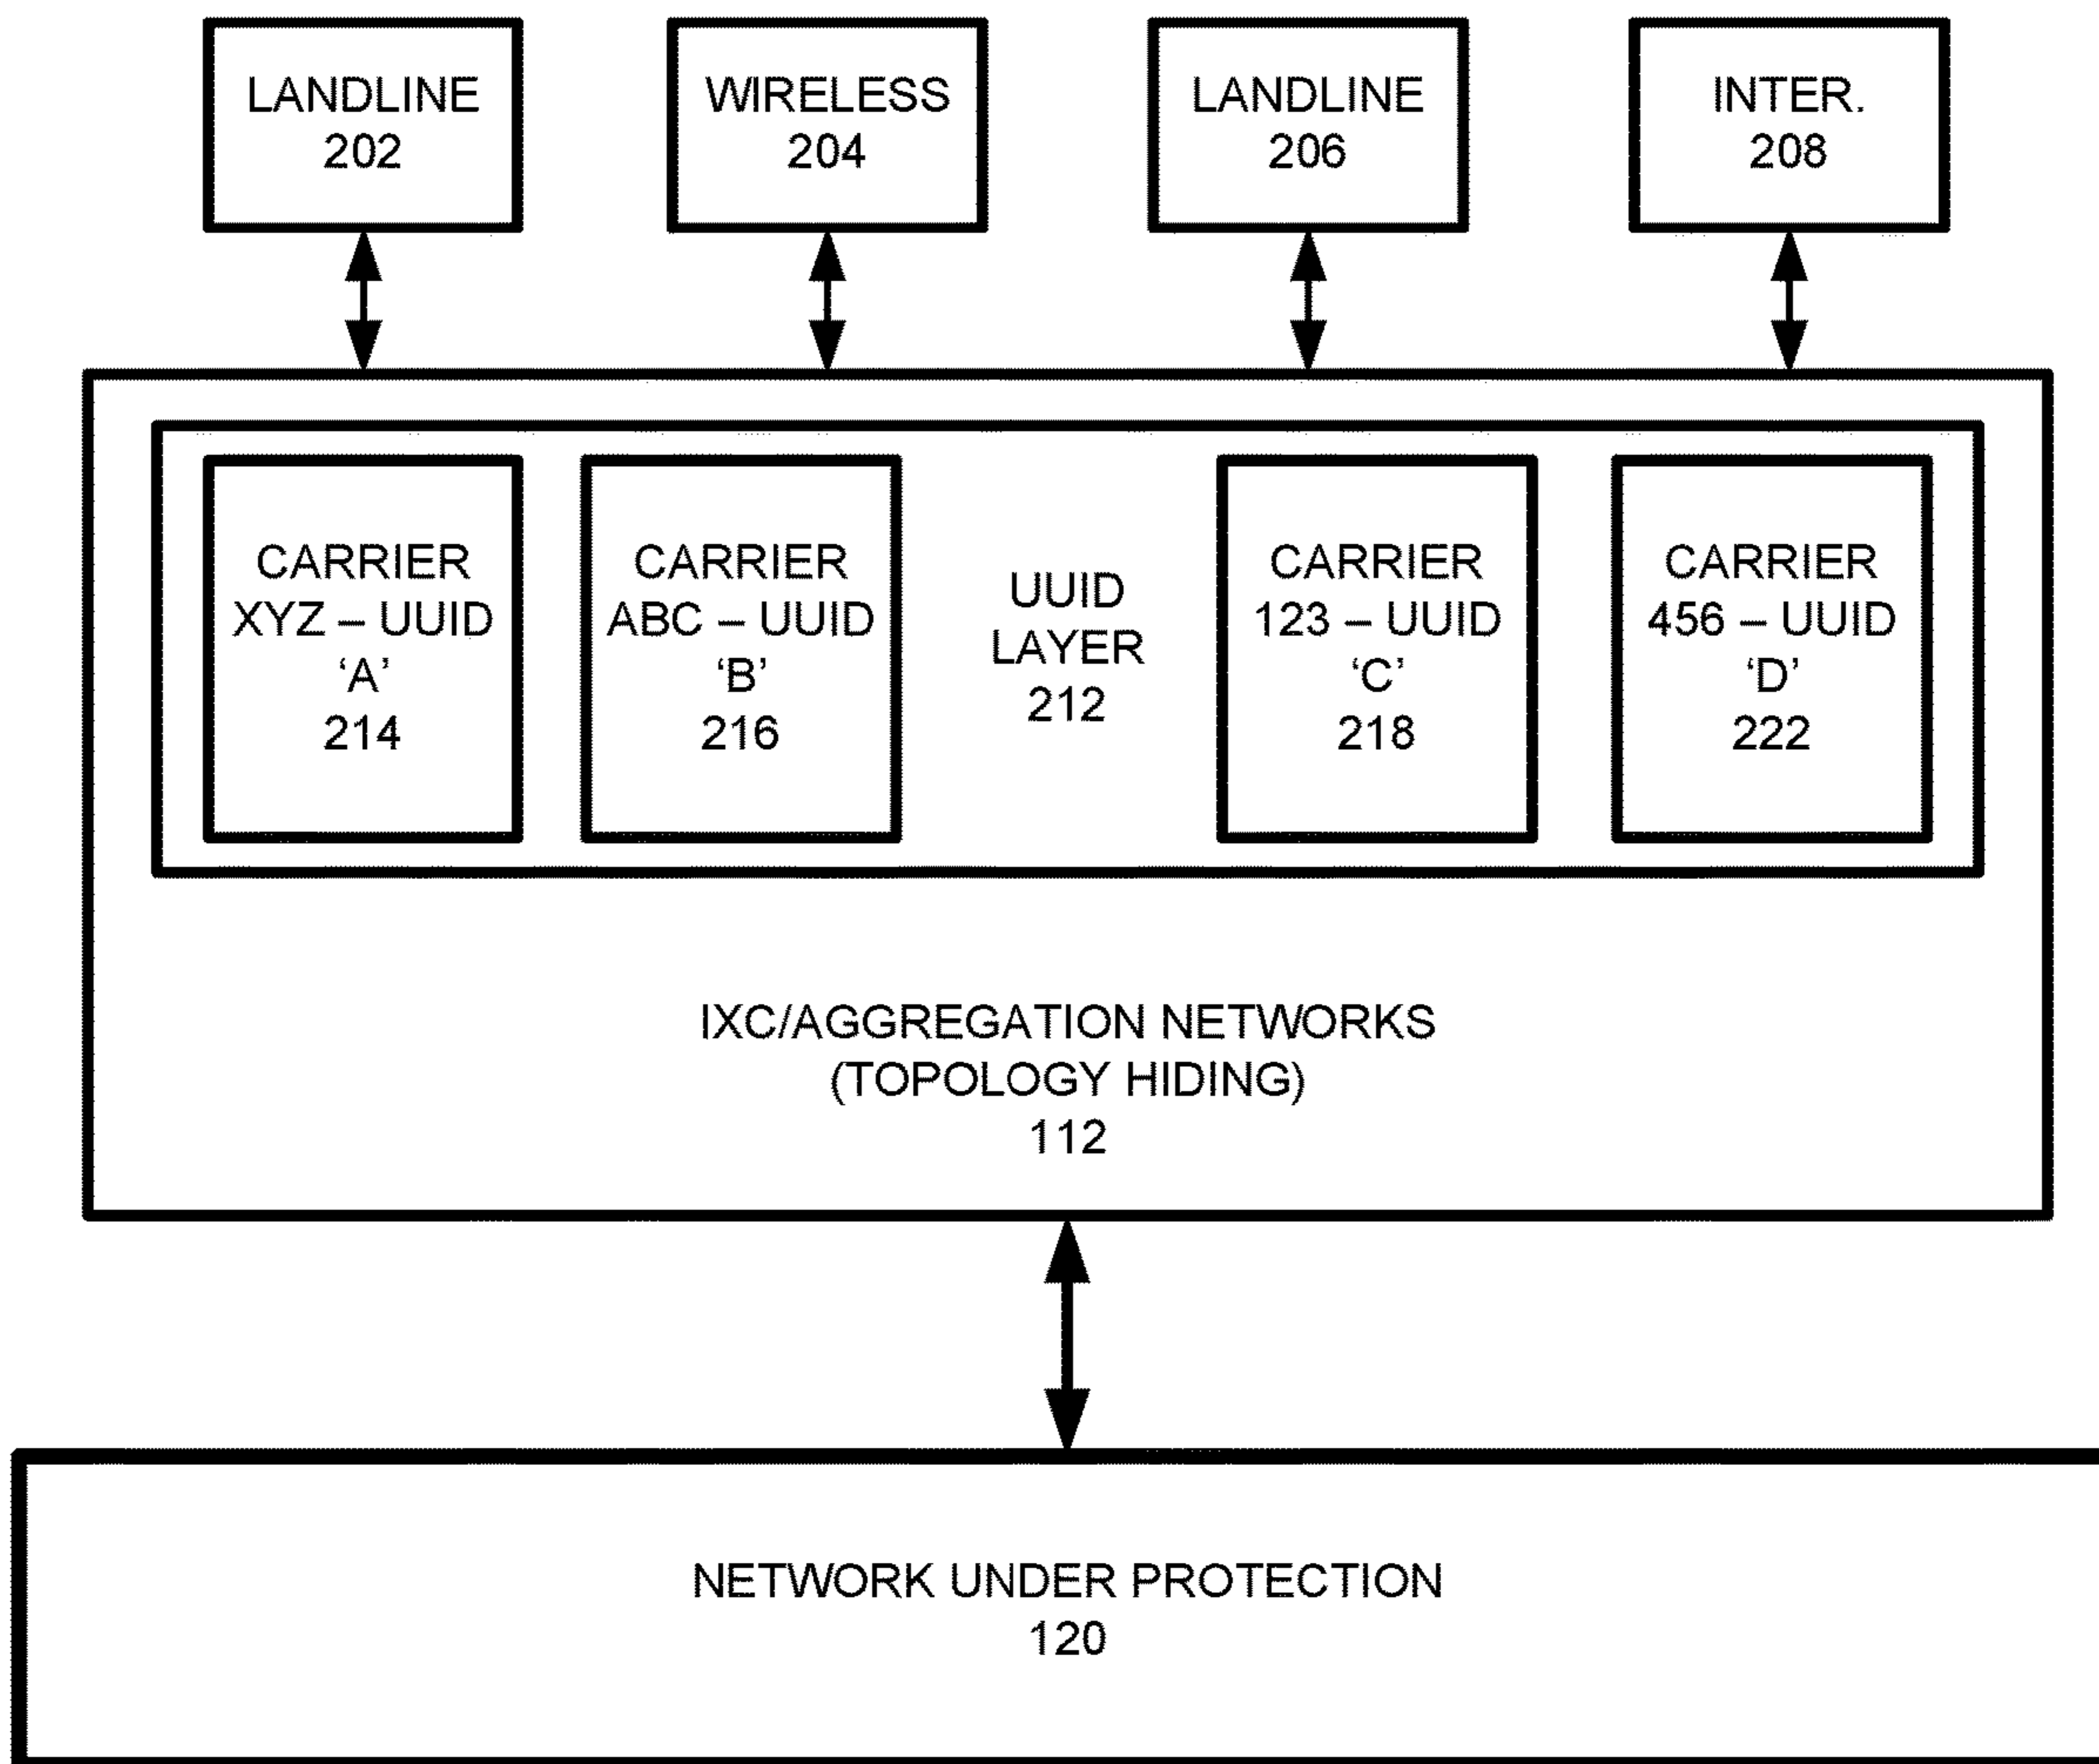 LANDLINE
202
WIRELESS
204
LANDLINE
206
INTER.
208
CARRIER
XYZ – UUID
‘A’
214
CARRIER
ABC – UUID
‘B’
216
UUID
LAYER
212
CARRIER
123 – UUID
‘C’
218
CARRIER
456 – UUID
‘D’
222
IXC/AGGREGATION NETWORKS
(TOPOLOGY HIDING)
112
NETWORK UNDER PROTECTION
120